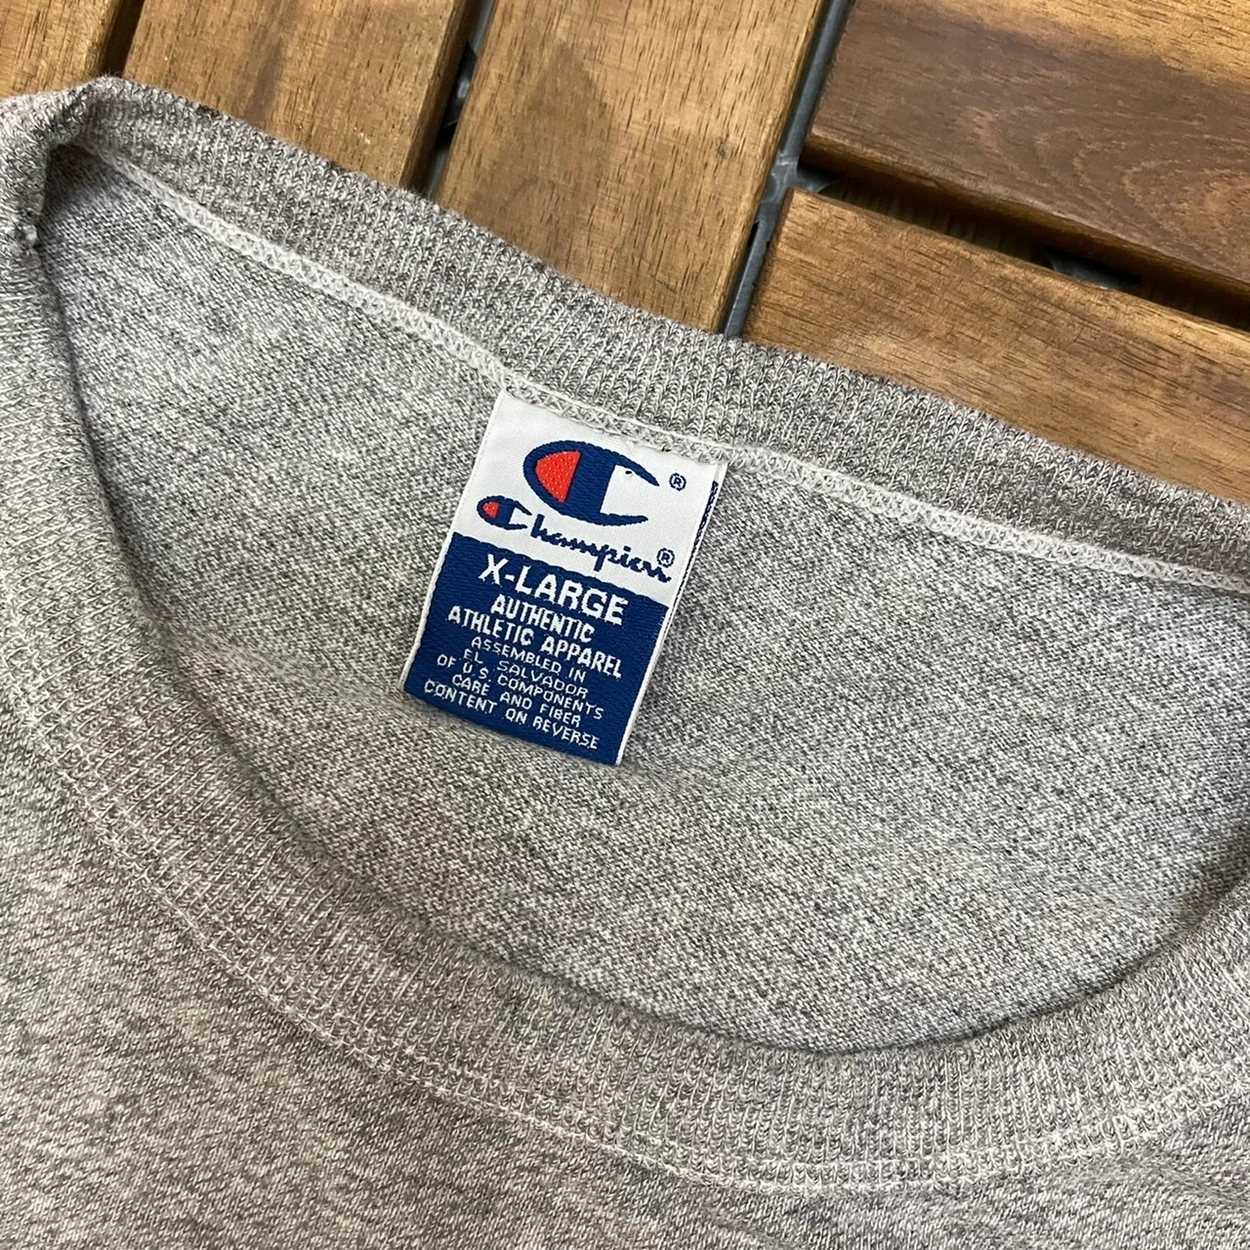 ®
Champion®
X-LARGE
AUTHENTIC
ATHLETIC APPAREL
ASSEMBLED IN
EL SALVADOR
OF U.S. COMPONENTS
CARE AND FIBER
CONTENT ON REVERSE